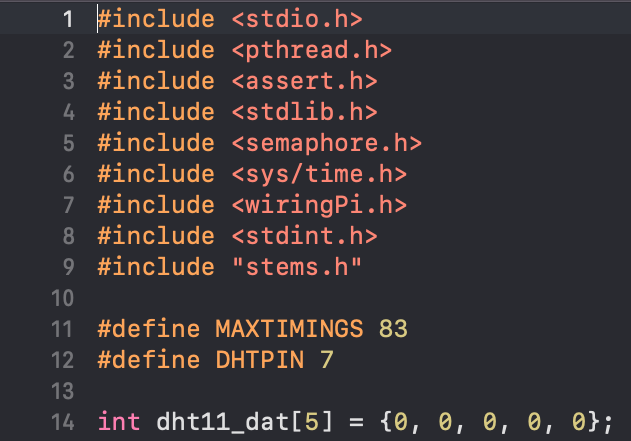 1 #include <stdio.h>
2 #include <pthread.h>
3 #include <assert.h>
4 #include <stdlib.h>
5 #include <semaphore.h>
6 #include <sys/time.h>
7 #include <wiringPi.h>
8 #include <stdint.h>
9 #include "stems.h"
10
11 #define MAXTIMINGS 83
12 #define DHTPIN 7
13
14 int dht11_dat[5] = {0, 0, 0, 0, 0};